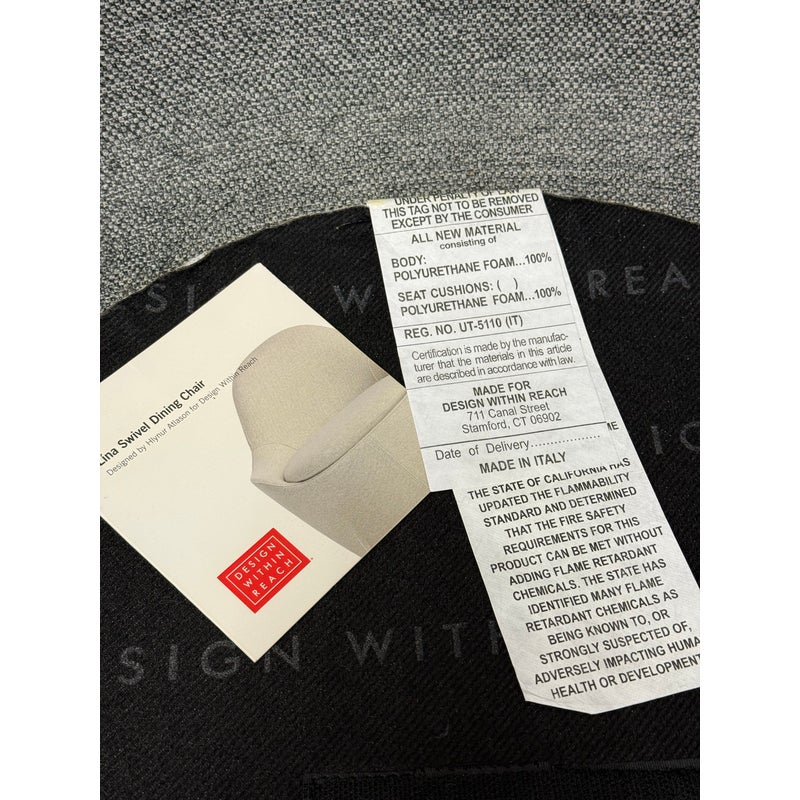 UNDER PENALTY OF LAW
THIS TAG NOT TO BE REMOVED
EXCEPT BY THE CONSUMER
ALL NEW MATERIAL
consisting of
BODY:
POLYURETHANE FOAM...100%
SEAT CUSHIONS: ( )
POLYURETHANE FOAM...100%
REG. NO. UT-5110 (IT)
Certification is made by the manufac-
turer that the materials in this article
are described in accordance with law.
MADE FOR
DESIGN WITHIN REACH
711 Canal Street
Stamford, CT 06902
Date of Delivery..................
MADE IN ITALY
ME
THE STATE OF CALIFORNIA HAS
UPDATED THE FLAMMABILITY
STANDARD AND DETERMINED
THAT THE FIRE SAFETY
REQUIREMENTS FOR THIS
PRODUCT CAN BE MET WITHOUT
ADDING FLAME RETARDANT
CHEMICALS. THE STATE HAS
IDENTIFIED MANY FLAME
RETARDANT CHEMICALS AS
BEING KNOWN TO, OR
STRONGLY SUSPECTED OF,
ADVERSELY IMPACTING HUMA
HEALTH OR DEVELOPMENT
Lina Swivel Dining Chair
Designed by Hlynur Atlason for Design Within Reach
DESIGN
WITHIN
REACH
SIGN W REA
SIGN WITH